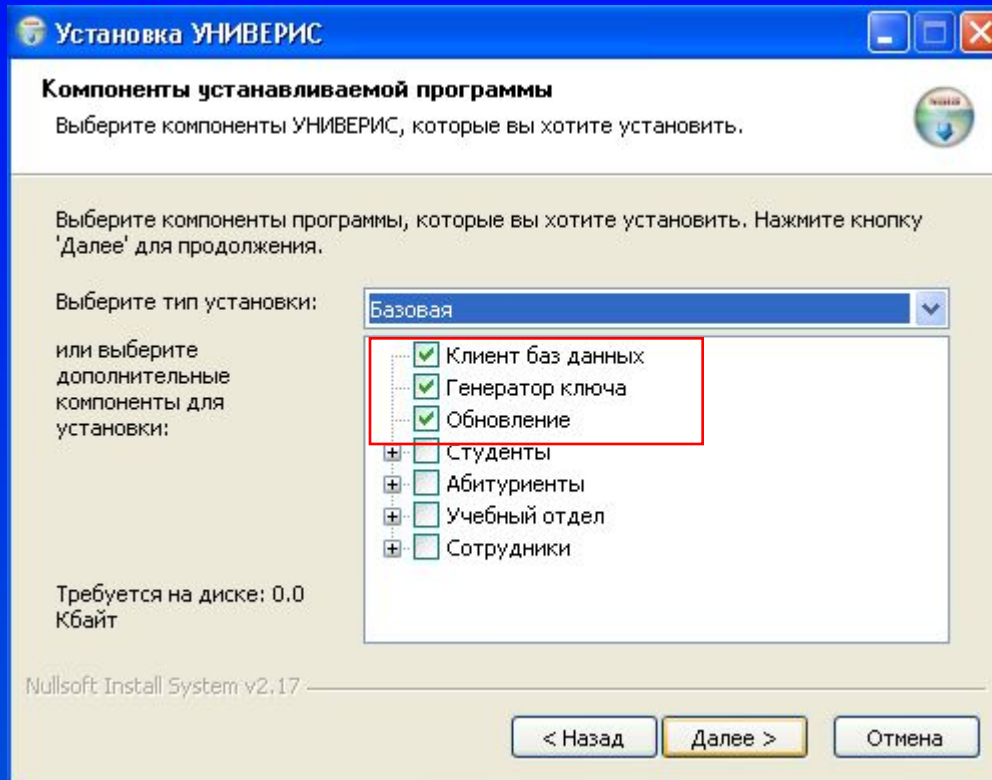 Установка УНИВЕРИС
Компоненты устанавливаемой программы
Выберите компоненты УНИВЕРИС, которые вы хотите установить.
Выберите компоненты программы, которые вы хотите установить. Нажмите кнопку
'Далее' для продолжения.
Выберите тип установки:
Базовая
или выберите
дополнительные
компоненты для
установки:
Клиент баз данных
Генератор ключа
Обновление
Студенты
Абитуриенты
Учебный отдел
Сотрудники
Требуется на диске: 0.0
Кбайт
Nullsoft Install System v2.17
< Назад
Далее >
Отмена